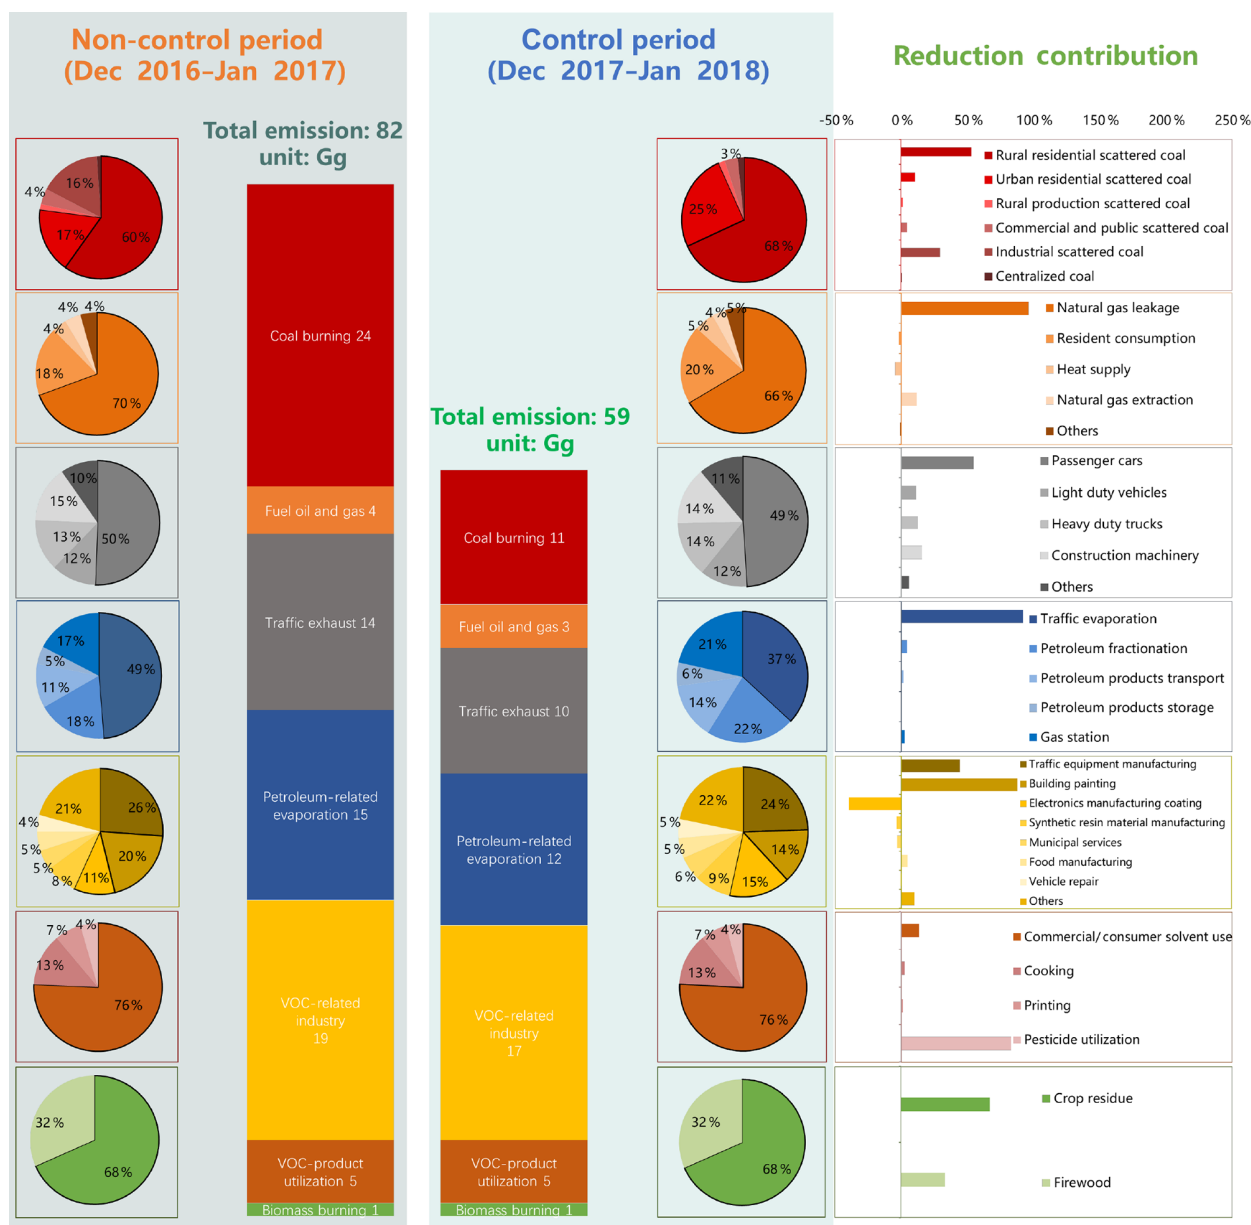 Non-control period
(Dec 2016–Jan 2017)
Control period
(Dec 2017–Jan 2018)
Reduction contribution
Total emission: 82
unit: Gg
-50 %
0 %
50 %
100 %
150 %
200 %
250 %
4 %
16 %
17 %
60 %
Coal burning 24
3 %
25 %
68 %
Rural residential scattered coal
Urban residential scattered coal
Rural production scattered coal
Commercial and public scattered coal
Industrial scattered coal
Centralized coal
4 %
4 %
4 %
18 %
70 %
Fuel oil and gas 4
Total emission: 59
unit: Gg
5 %
4 %
5 %
20 %
66 %
Natural gas leakage
Resident consumption
Heat supply
Natural gas extraction
Others
10 %
15 %
13 %
12 %
50 %
Traffic exhaust 14
Coal burning 11
Fuel oil and gas 3
11 %
14 %
14 %
12 %
49 %
Passenger cars
Light duty vehicles
Heavy duty trucks
Construction machinery
Others
17 %
5 %
11 %
18 %
49 %
Petroleum-related
evaporation 15
Traffic exhaust 10
21 %
6 %
14 %
22 %
37 %
Traffic evaporation
Petroleum fractionation
Petroleum products transport
Petroleum products storage
Gas station
21%
4 %
5 %
5 %
8 %
11%
20 %
26 %
VOC-related
industry
19
Petroleum-related
evaporation 12
22 %
5 %
5 %
6 %
9 %
15%
14 %
24 %
Traffic equipment manufacturing
Building painting
Electronics manufacturing coating
Synthetic resin material manufacturing
Municipal services
Food manufacturing
Vehicle repair
Others
4 %
7 %
13 %
76 %
VOC-related
industry
17
4 %
7 %
13 %
76 %
Commercial/consumer solvent use
Cooking
Printing
Pesticide utilization
32 %
68 %
VOC-product
utilization 5
Biomass burning 1
VOC-product
utilization 5
Biomass burning 1
32 %
68 %
Crop residue
Firewood